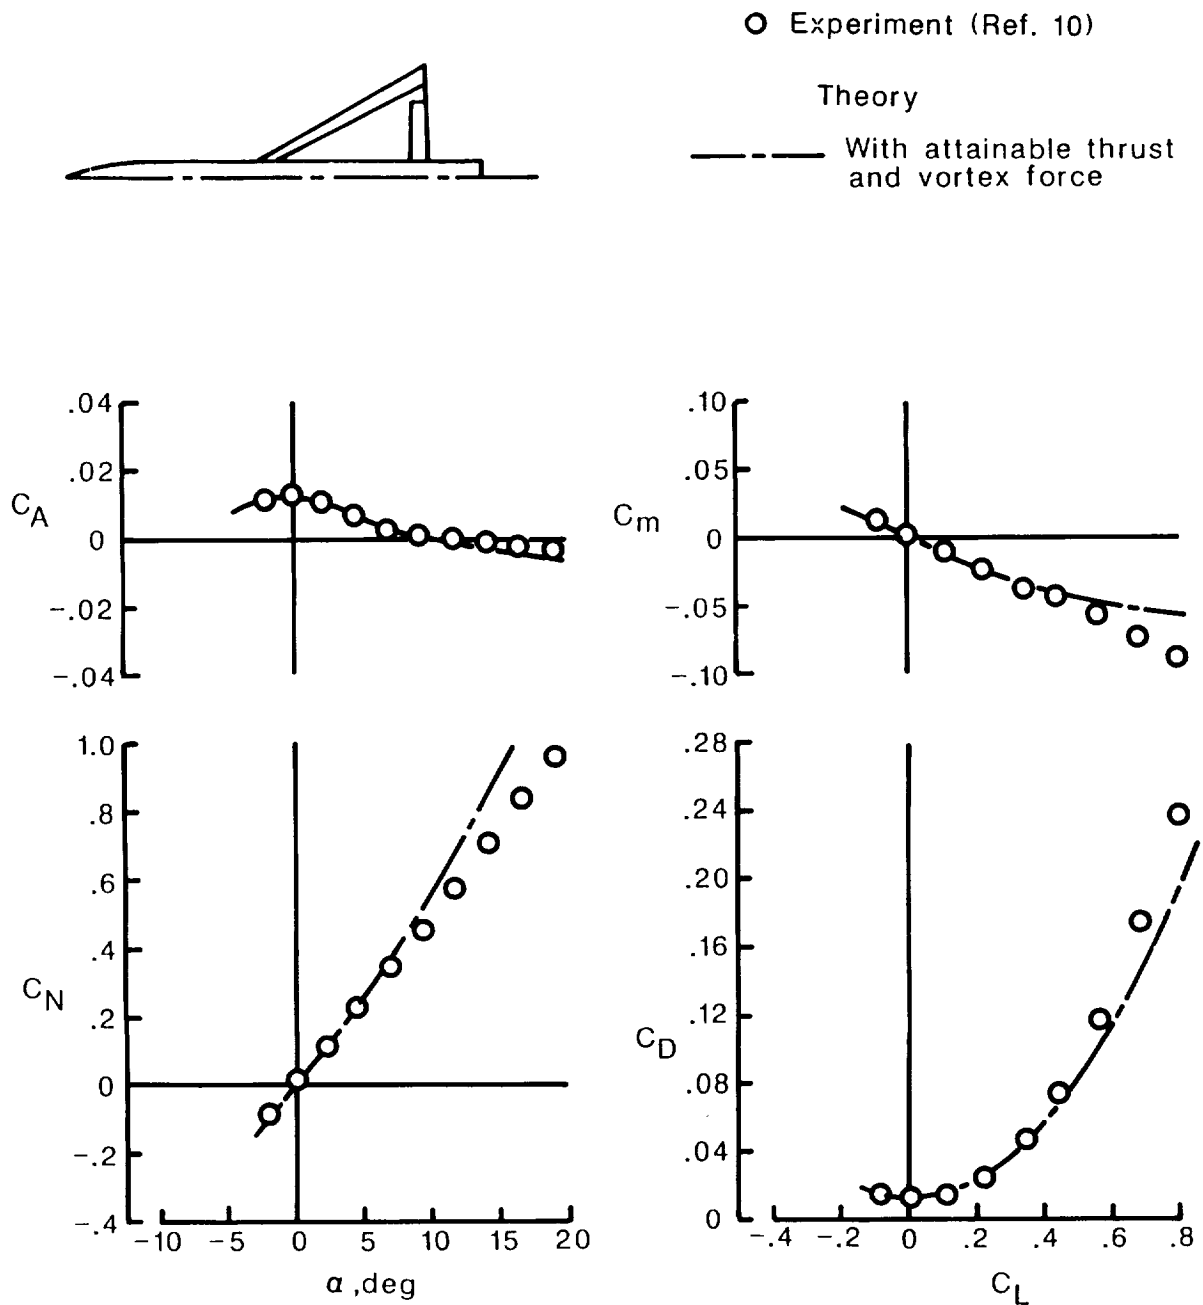 Experiment (Ref. 10)
Theory
With attainable thrust
and vortex force
.04
.02
0
-.02
-.04
C_A
.10
.05
0
-.05
-.10
C_m
1.0
.8
.6
.4
.2
0
-.2
-.4
C_N
-10 -5 0 5 10 15 20
α, deg
.28
.24
.20
.16
.12
.08
.04
0
C_D
-.4 -.2 0 .2 .4 .6 .8
C_L